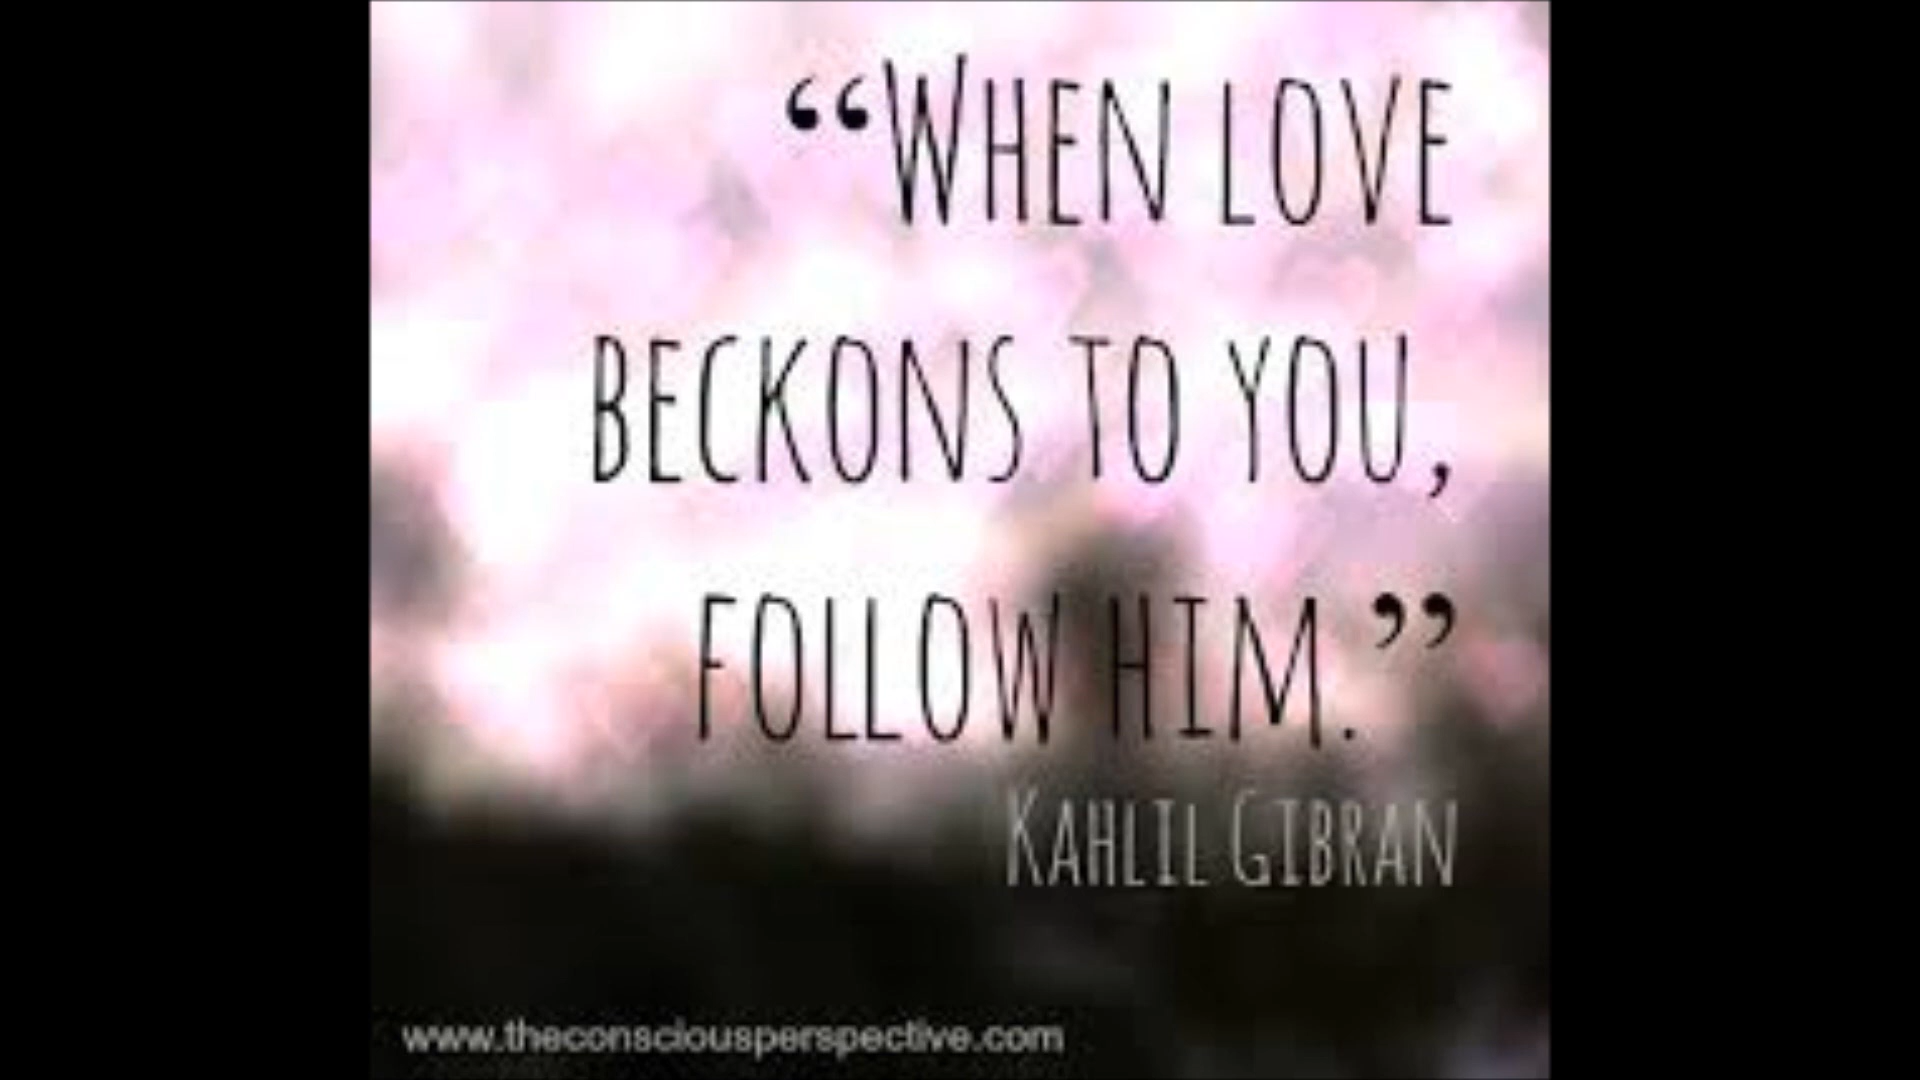 “WHEN LOVE
BECKONS TO YOU,
FOLLOW HIM.”
KAHLIL GIBRAN
www.theconsciousperspective.com